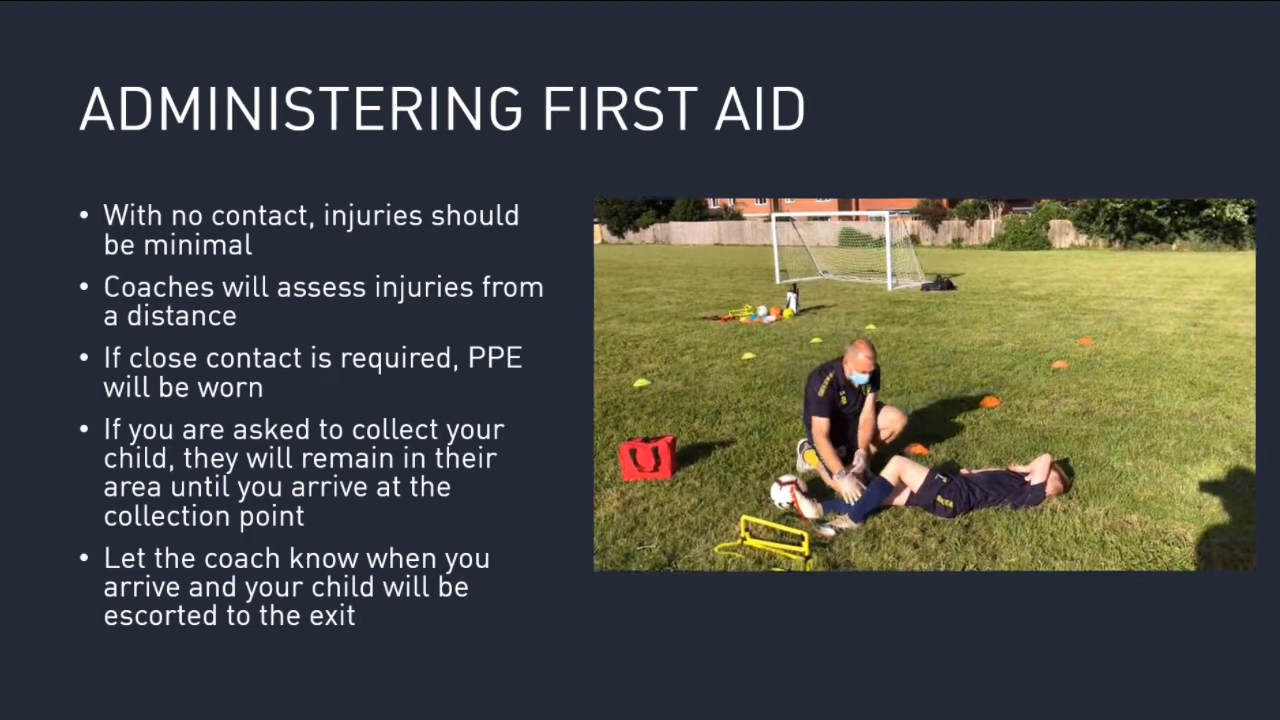 ADMINISTERING FIRST AID
• With no contact, injuries should
be minimal
• Coaches will assess injuries from
a distance
• If close contact is required, PPE
will be worn
• If you are asked to collect your
child, they will remain in their
area until you arrive at the
collection point
• Let the coach know when you
arrive and your child will be
escorted to the exit